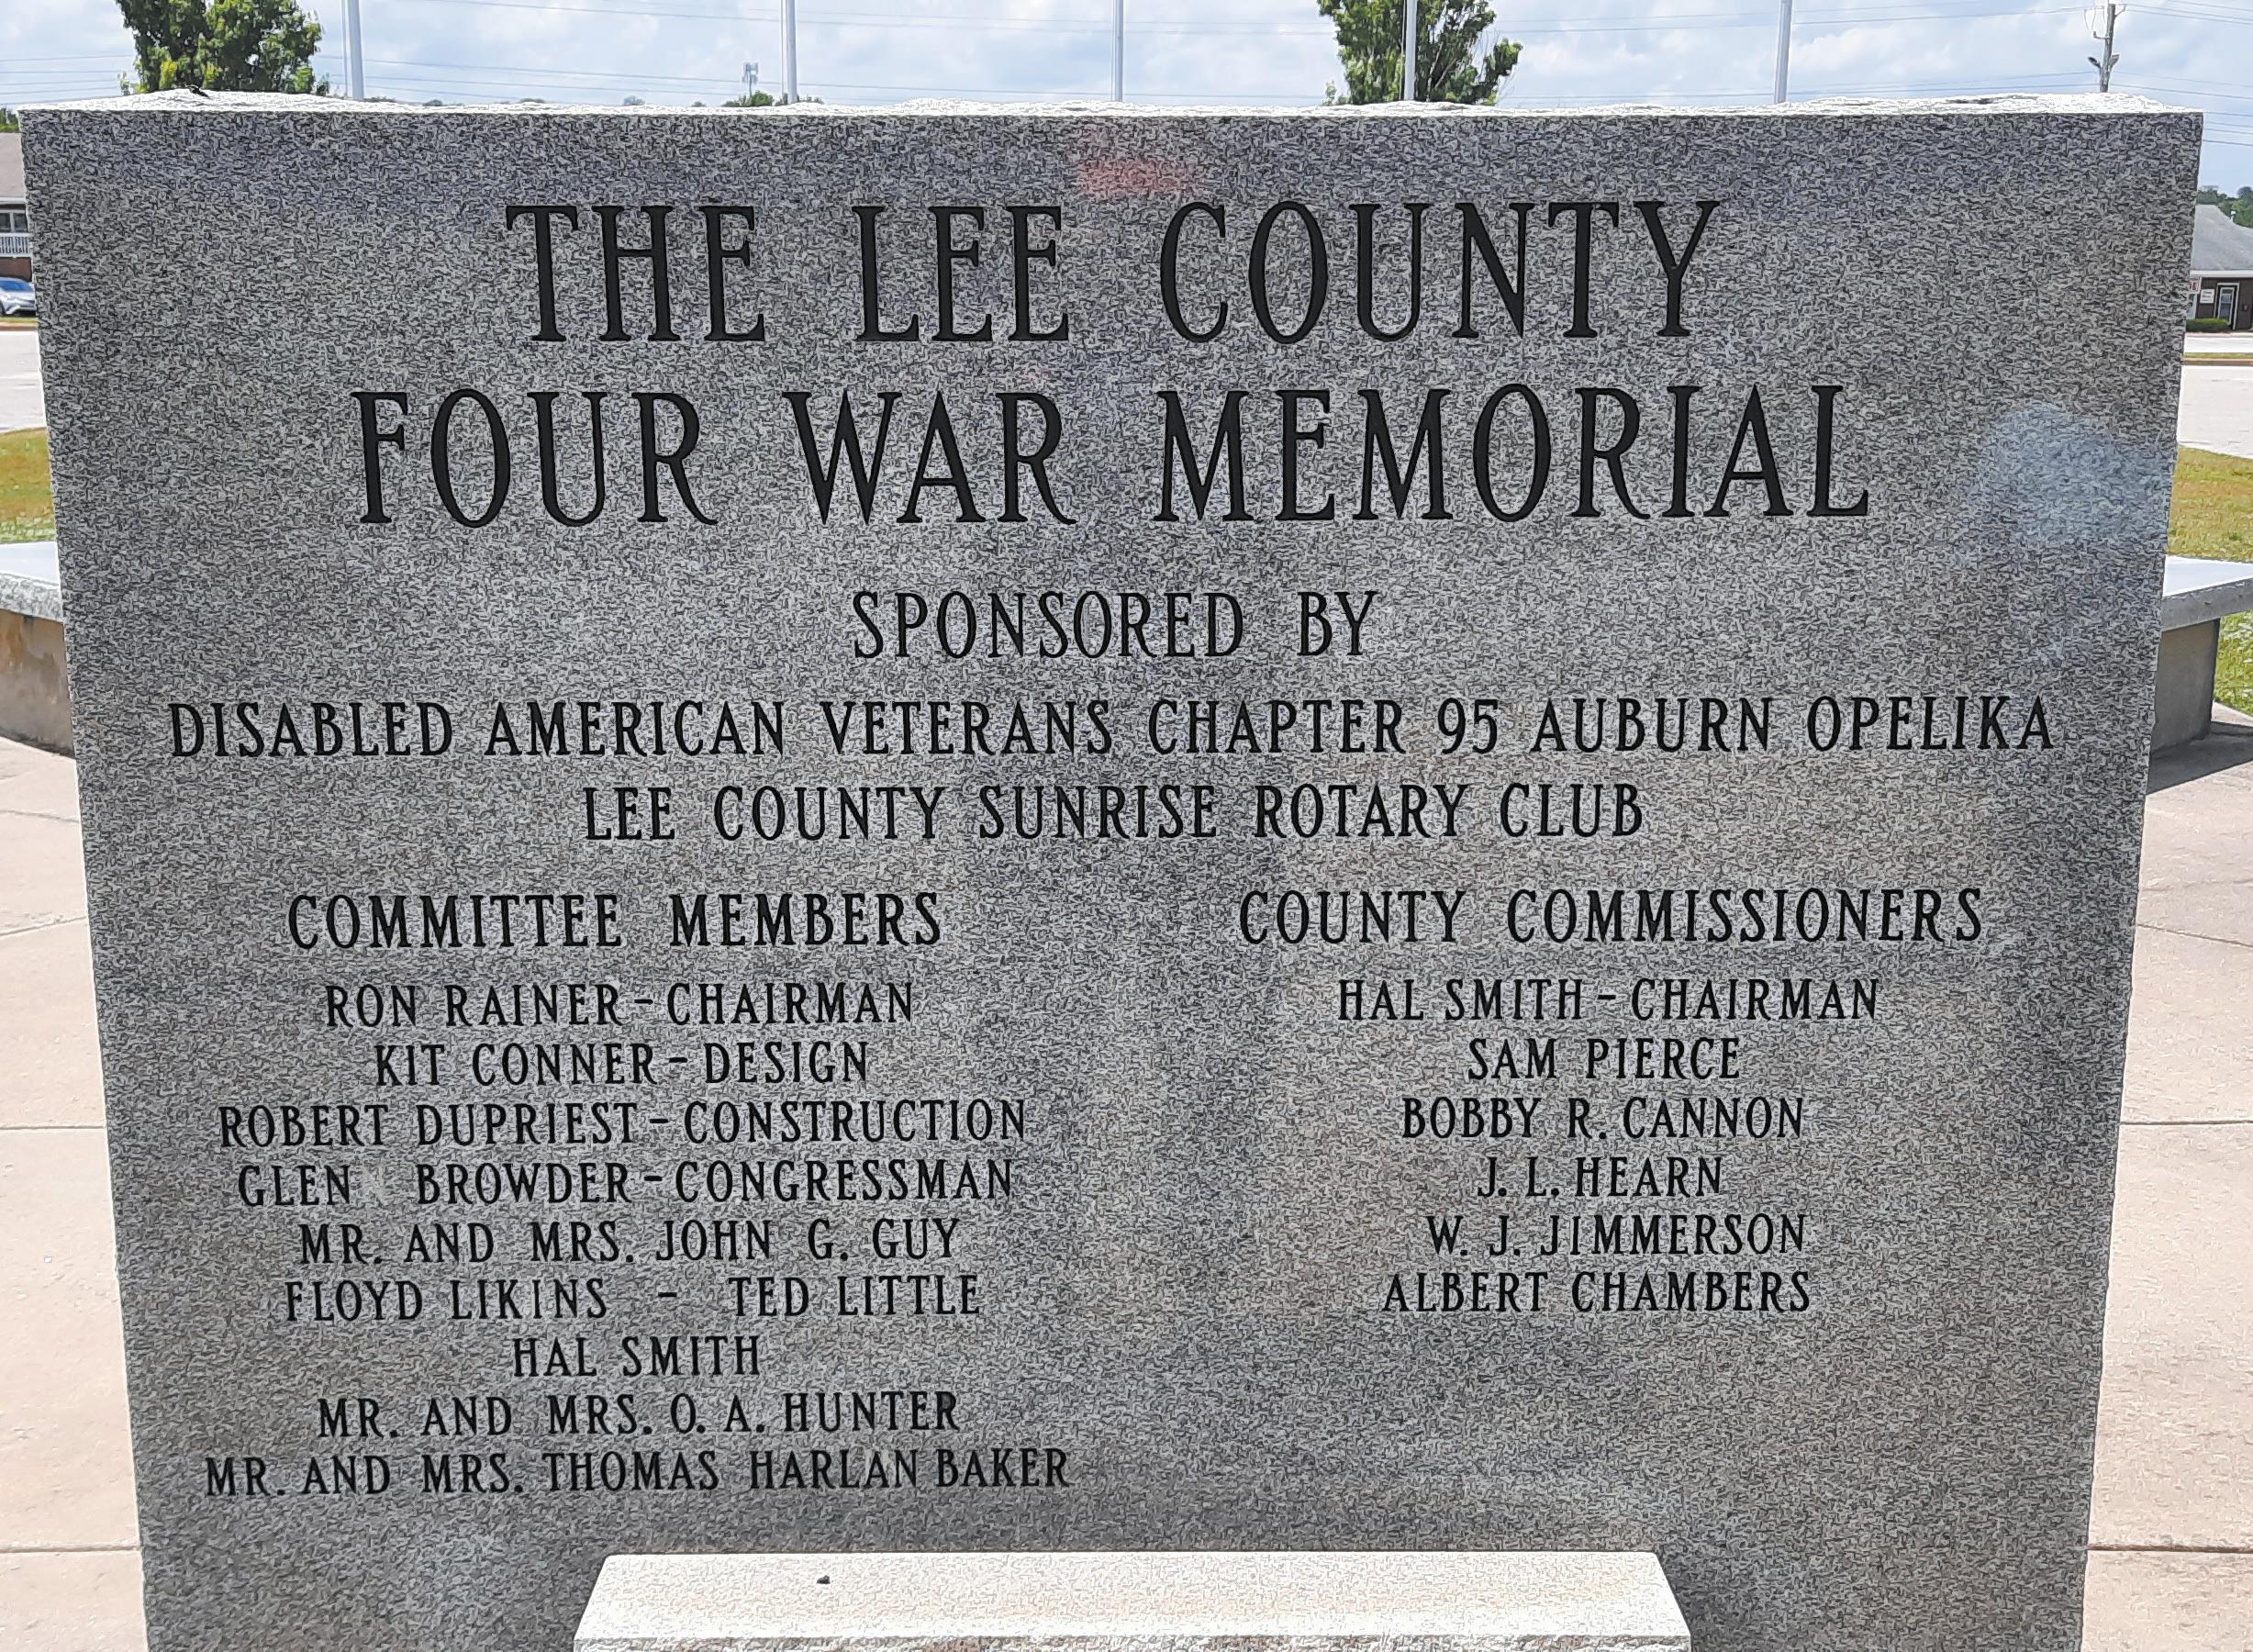 THE LEE COUNTY
FOUR WAR MEMORIAL
SPONSORED BY
DISABLED AMERICAN VETERANS CHAPTER 95 AUBURN OPELIKA
LEE COUNTY SUNRISE ROTARY CLUB
COMMITTEE MEMBERS
RON RAINER-CHAIRMAN
KIT CONNER-DESIGN
ROBERT DUPRIEST-CONSTRUCTION
GLEN BROWDER-CONGRESSMAN
MR. AND MRS. JOHN G. GUY
FLOYD LIKINS - TED LITTLE
HAL SMITH
MR. AND MRS. O. A. HUNTER
MR. AND MRS. THOMAS HARLAN BAKER
COUNTY COMMISSIONERS
HAL SMITH-CHAIRMAN
SAM PIERCE
BOBBY R. CANNON
J. L. HEARN
W. J. JIMMERSON
ALBERT CHAMBERS